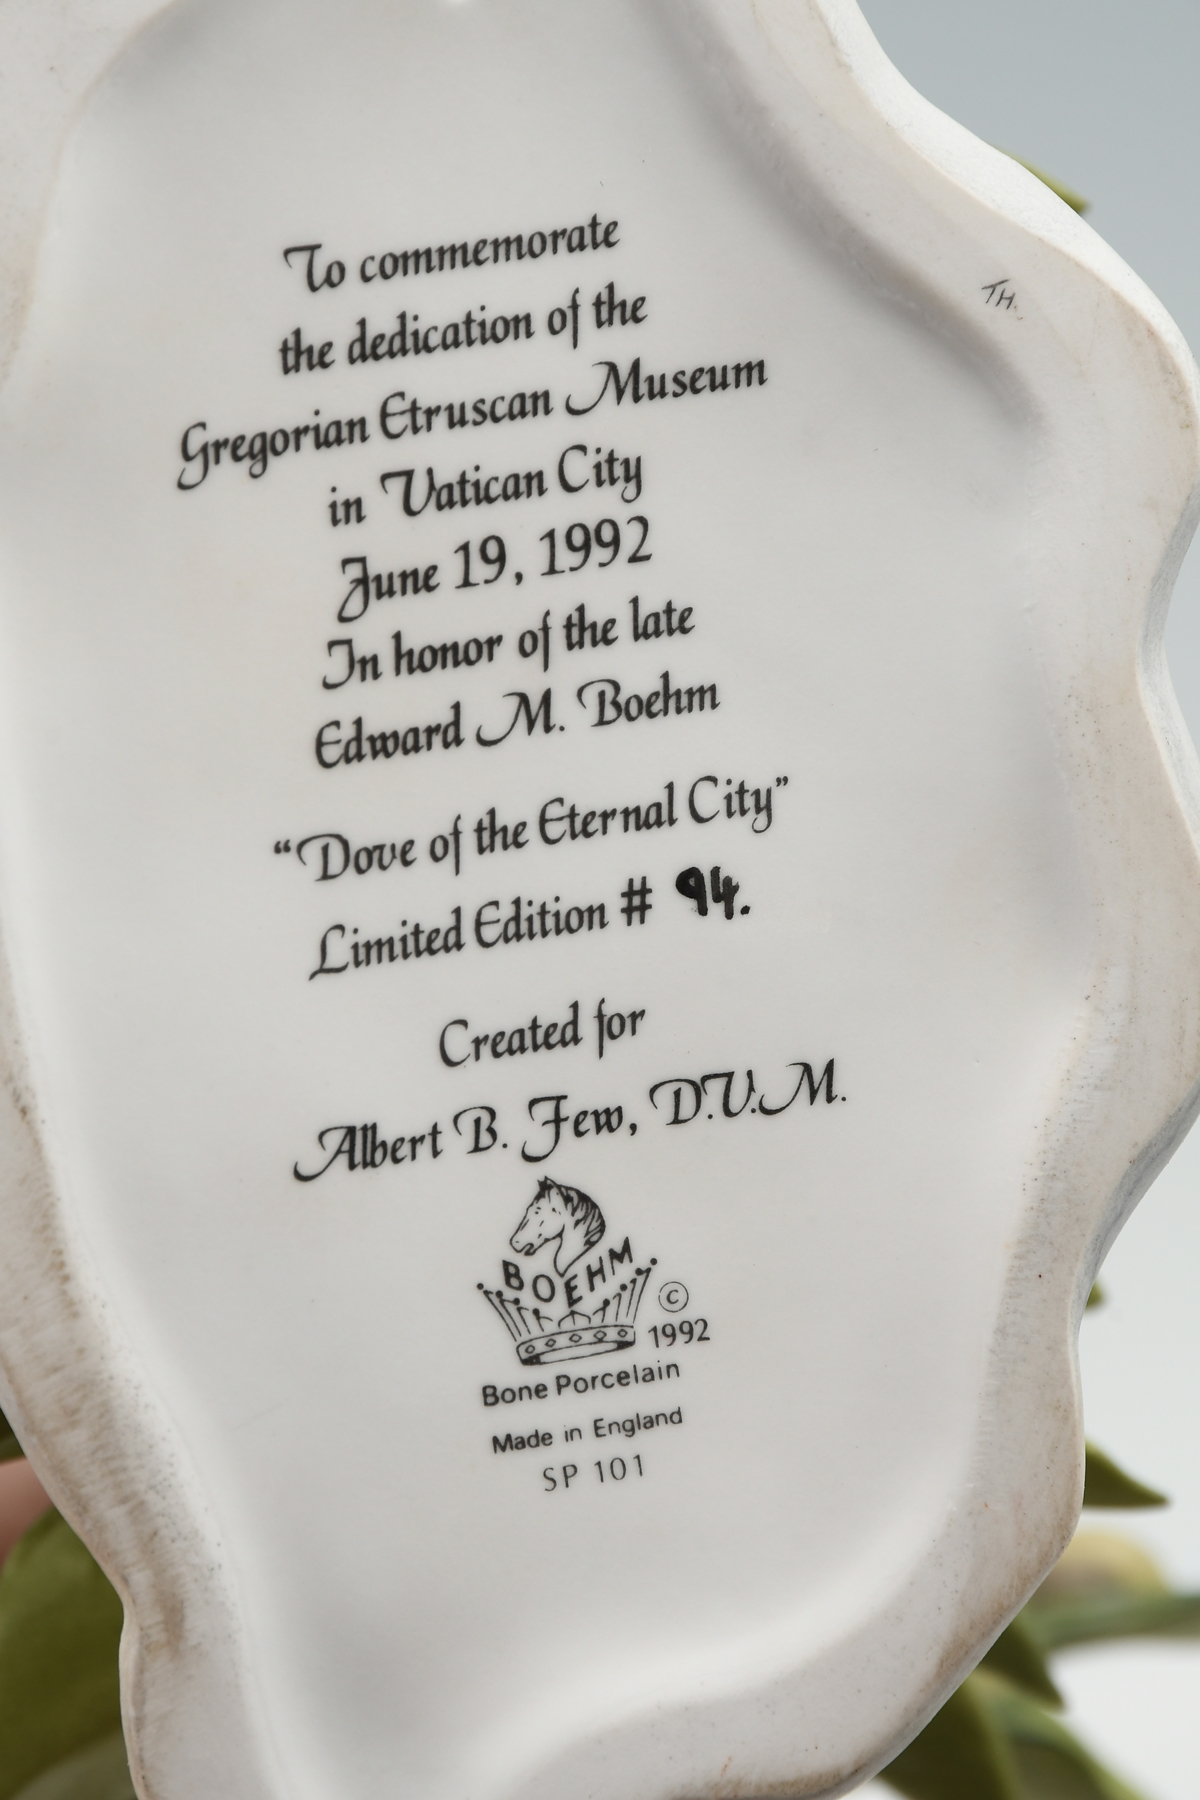 To commemorate
the dedication of the
Gregorian Etruscan Museum
in Vatican City
June 19, 1992
In honor of the late
Edward M. Boehm
“Dove of the Eternal City”
Limited Edition # 94.
Created for
Albert B. Few, D.V.M.
BOEHM
©
1992
Bone Porcelain
Made in England
SP 101
TH.